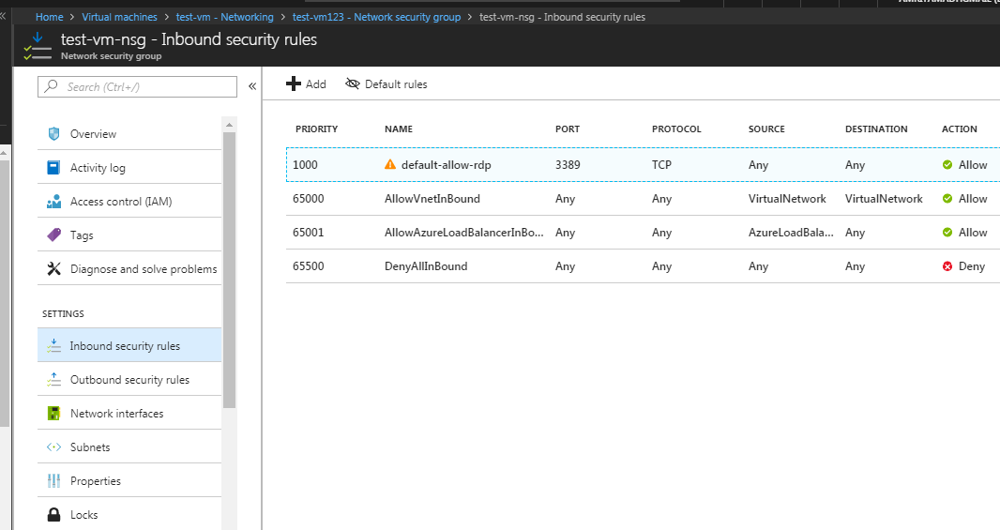 Home > Virtual machines > test-vm - Networking > test-vm123 - Network security group > test-vm-nsg - Inbound security rules
test-vm-nsg - Inbound security rules
Network security group
Search (Ctrl+/)
«
Overview
Activity log
Access control (IAM)
Tags
Diagnose and solve problems
SETTINGS
Inbound security rules
Outbound security rules
Network interfaces
Subnets
Properties
Locks
Add Default rules
PRIORITY NAME PORT PROTOCOL SOURCE DESTINATION ACTION
1000 default-allow-rdp 3389 TCP Any Any Allow
65000 AllowVnetInBound Any Any VirtualNetwork VirtualNetwork Allow
65001 AllowAzureLoadBalancerInBo... Any Any AzureLoadBala... Any Allow
65500 DenyAllInBound Any Any Any Any Deny